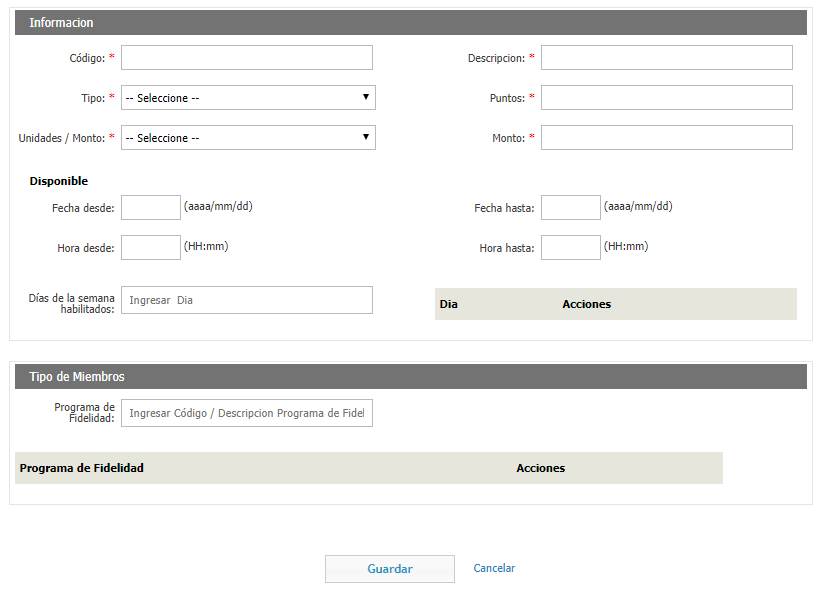 Informacion
Código: *
Descripcion: *
Tipo: * -- Seleccione --
Puntos: *
Unidades / Monto: * -- Seleccione --
Monto: *
Disponible
Fecha desde: (aaaa/mm/dd)
Fecha hasta: (aaaa/mm/dd)
Hora desde: (HH:mm)
Hora hasta: (HH:mm)
Días de la semana
habilitados:
Ingresar Dia
Dia Acciones
Tipo de Miembros
Programa de
Fidelidad:
Ingresar Código / Descripcion Programa de Fidel
Programa de Fidelidad Acciones
Guardar Cancelar